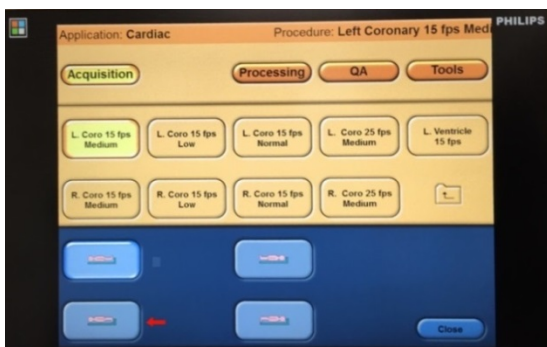 PHILIPS
Application: Cardiac
Procedure: Left Coronary 15 fps Medi
Acquisition
Processing
QA
Tools
L. Coro 15 fps
Medium
L. Coro 15 fps
Low
L. Coro 15 fps
Normal
L. Coro 25 fps
Medium
L. Ventricle
15 fps
R. Coro 15 fps
Medium
R. Coro 15 fps
Low
R. Coro 15 fps
Normal
R. Coro 25 fps
Medium
Close